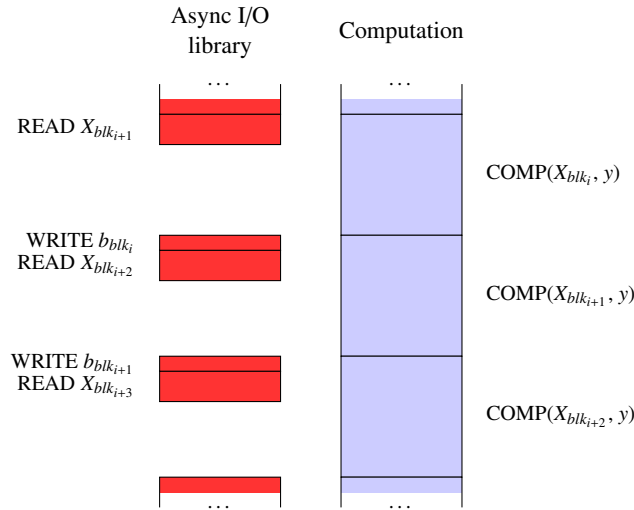 Async I/O
library
Computation
... ...
READ X_{blk_{i+1}}
COMP(X_{blk_i}, y)
WRITE b_{blk_i}
READ X_{blk_{i+2}}
COMP(X_{blk_{i+1}}, y)
WRITE b_{blk_{i+1}}
READ X_{blk_{i+3}}
COMP(X_{blk_{i+2}}, y)
... ...